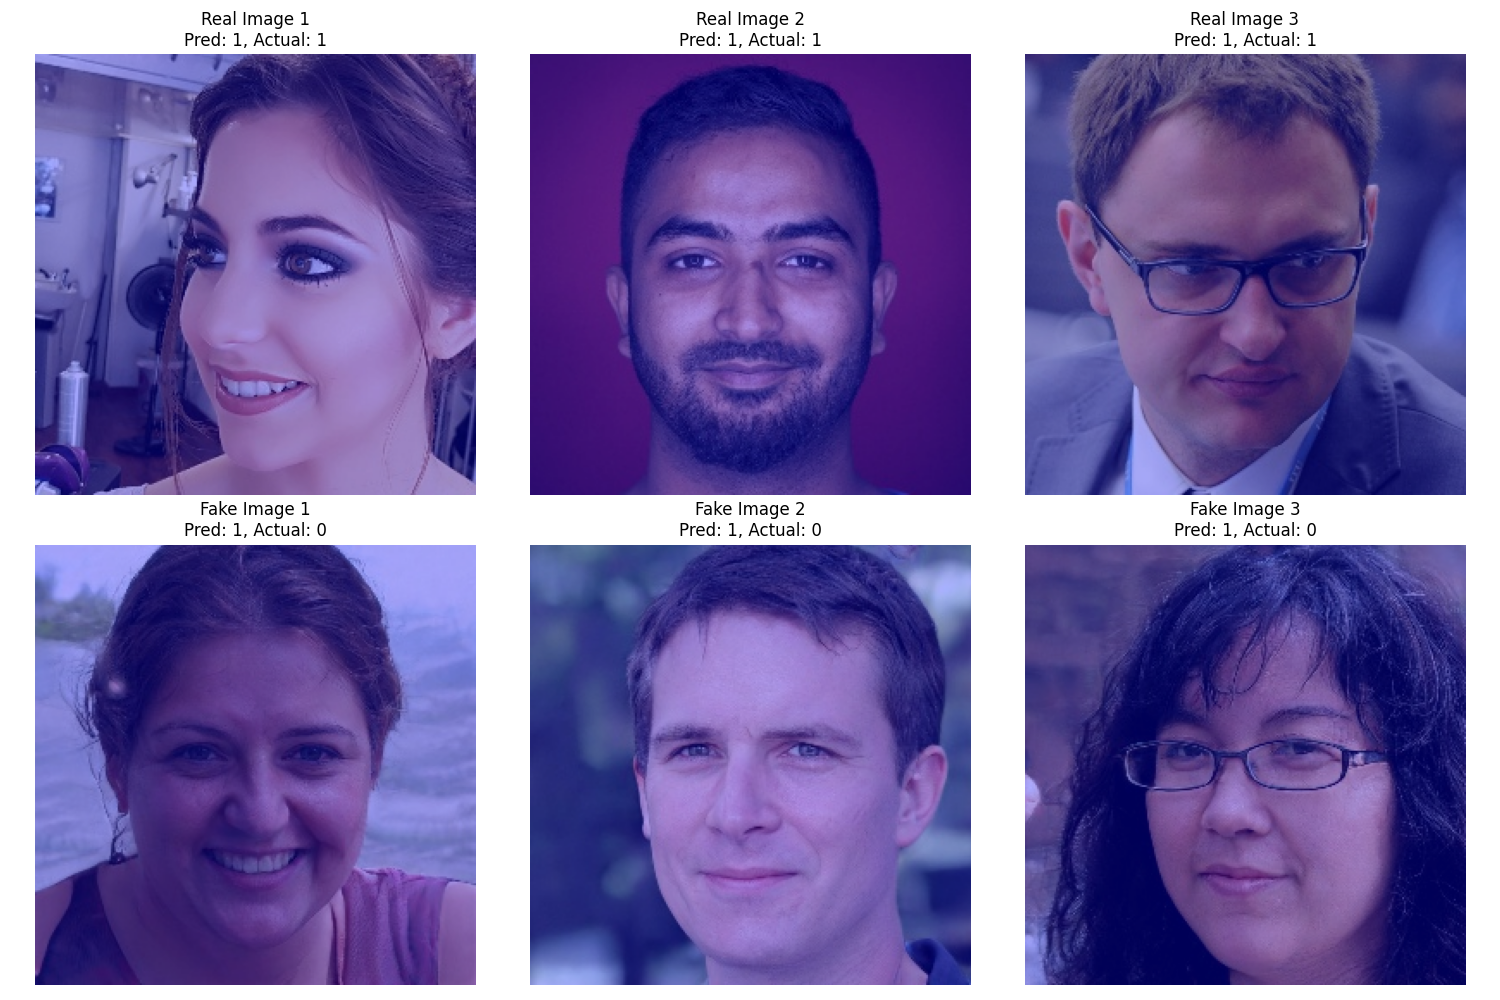 Real Image 1
Pred: 1, Actual: 1
Real Image 2
Pred: 1, Actual: 1
Real Image 3
Pred: 1, Actual: 1
Fake Image 1
Pred: 1, Actual: 0
Fake Image 2
Pred: 1, Actual: 0
Fake Image 3
Pred: 1, Actual: 0